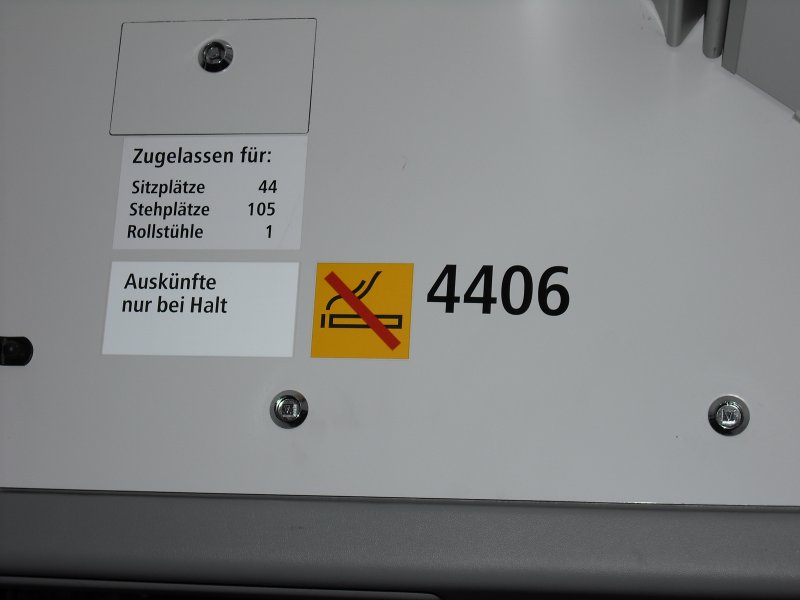 Zugelassen für:
Sitzplätze 44
Stehplätze 105
Rollstühle 1
Auskünfte
nur bei Halt
4406